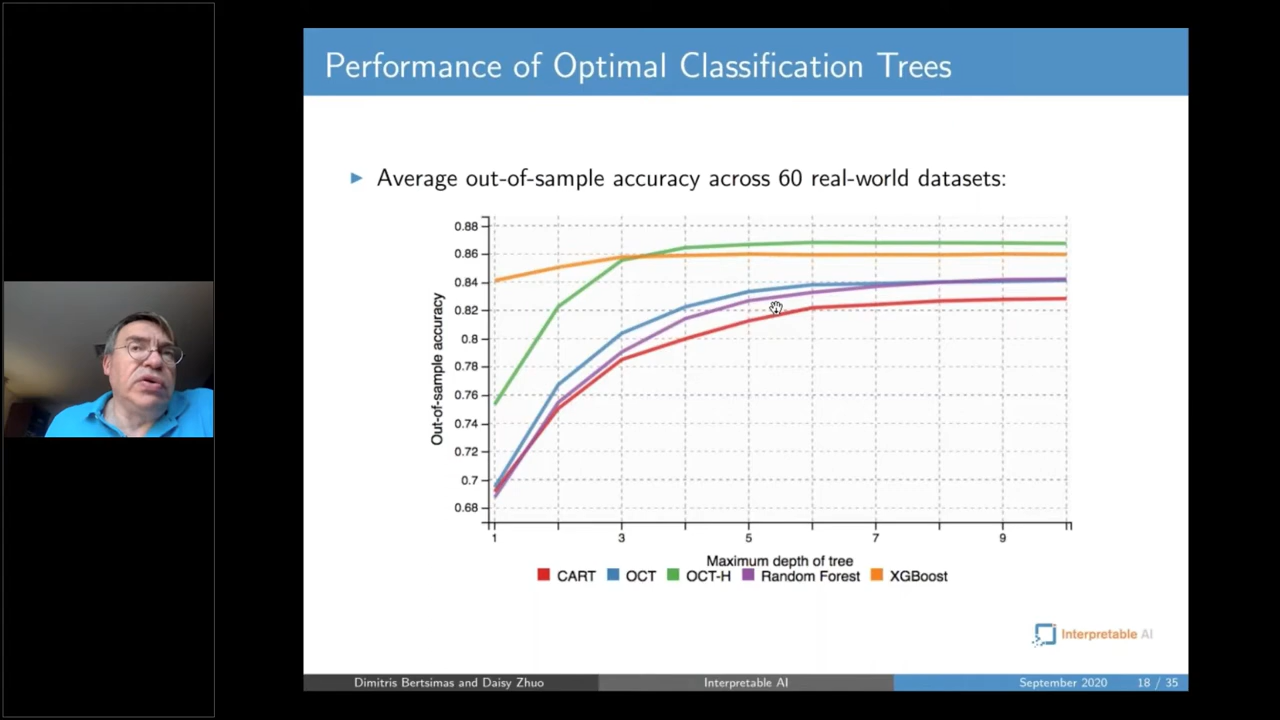 Performance of Optimal Classification Trees
Average out-of-sample accuracy across 60 real-world datasets:
0.88
0.86
0.84
0.82
0.8
0.78
0.76
0.74
0.72
0.7
0.68
Out-of-sample accuracy
1 3 5 7 9
Maximum depth of tree
CART OCT OCT-H Random Forest XGBoost
Interpretable AI
Dimitris Bertsimas and Daisy Zhuo Interpretable AI September 2020 18 / 35